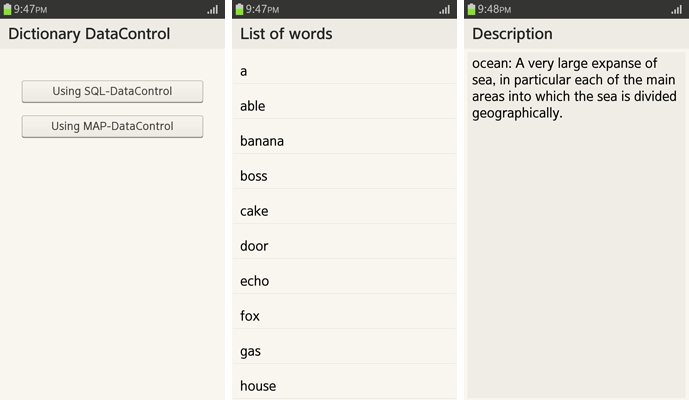 9:47PM
Dictionary DataControl
Using SQL-DataControl
Using MAP-DataControl
9:47PM
List of words
a
able
banana
boss
cake
door
echo
fox
gas
house
9:48PM
Description
ocean: A very large expanse of
sea, in particular each of the main
areas into which the sea is divided
geographically.